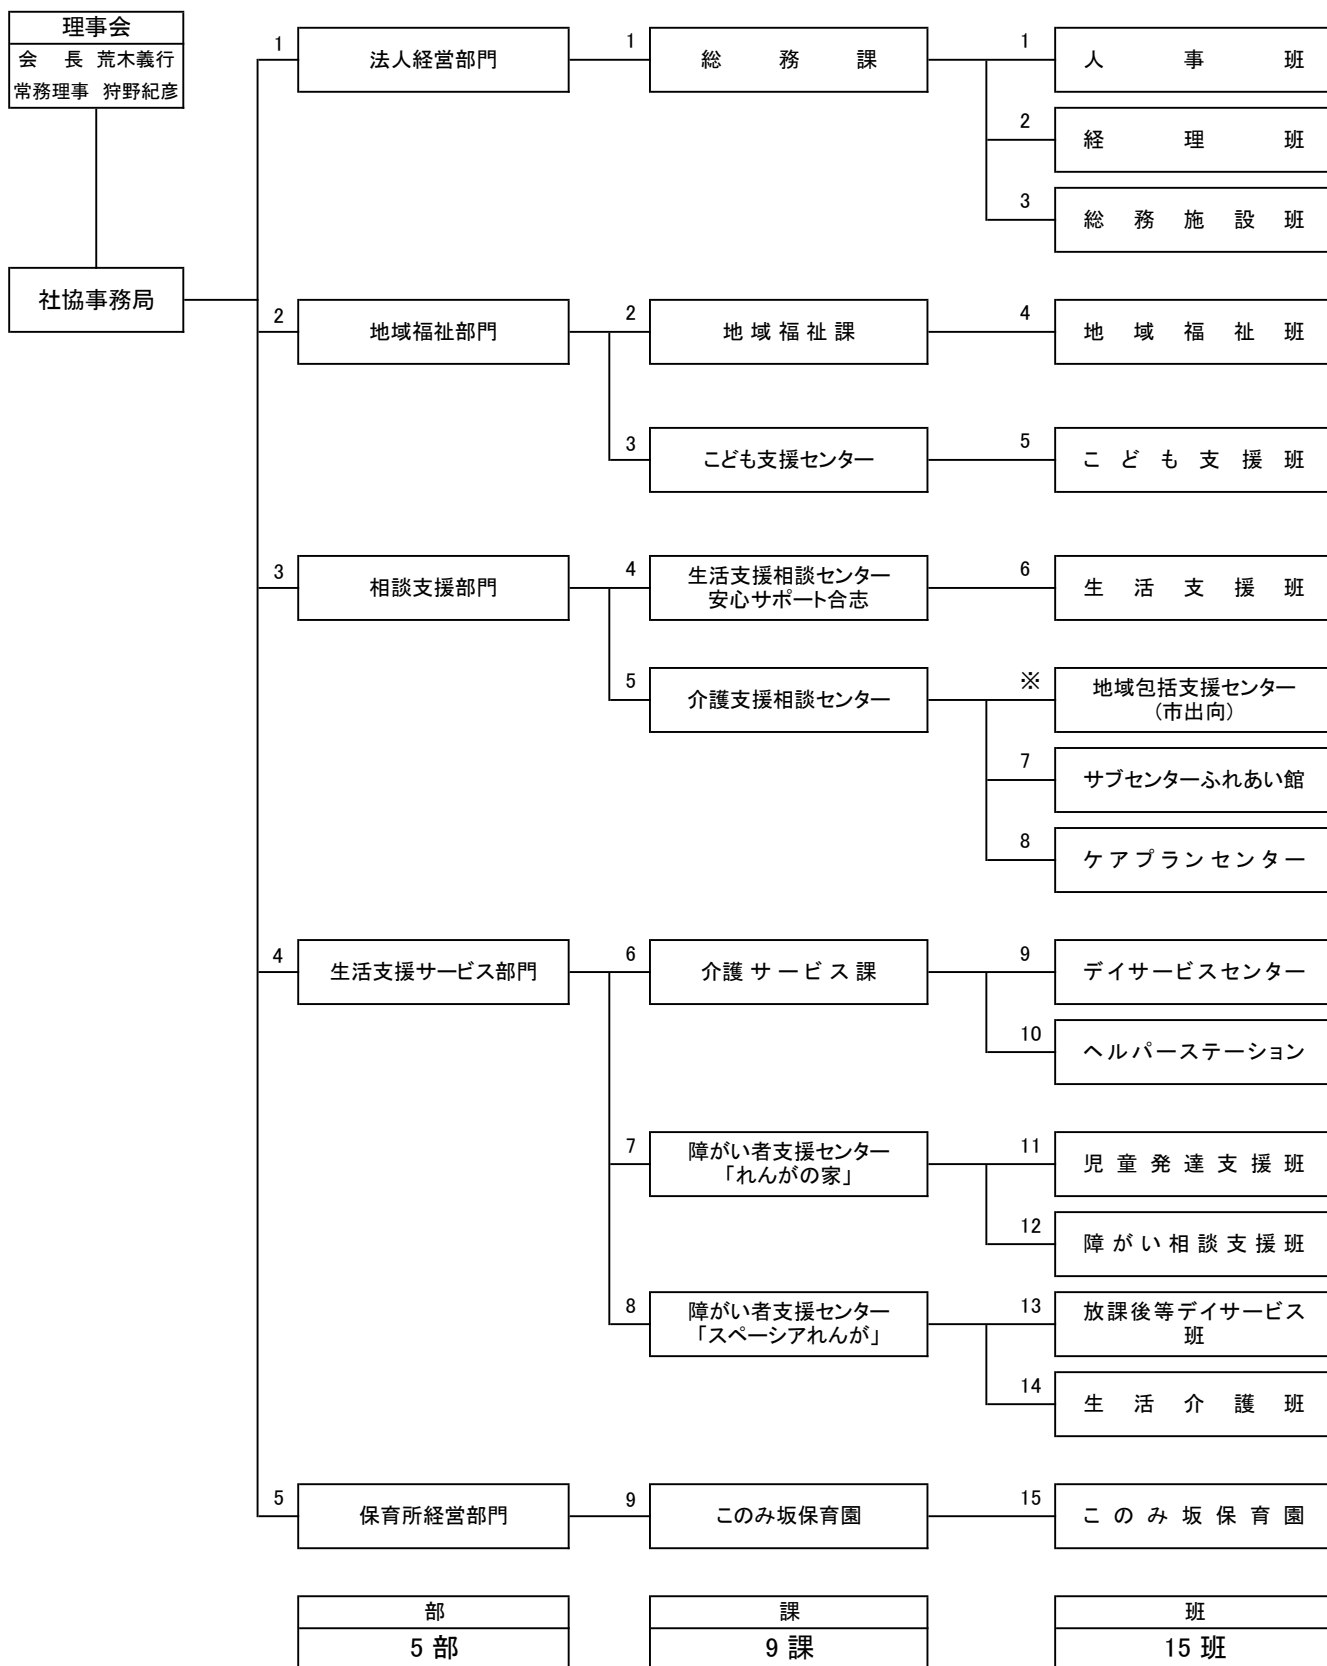 理事会
会　長 荒木義行
常務理事 狩野紀彦
社協事務局
1
法人経営部門
1
総務課
1
人事班
2
経理班
3
総務施設班
2
地域福祉部門
2
地域福祉課
4
地域福祉班
3
こども支援センター
5
こども支援班
3
相談支援部門
4
生活支援相談センター
安心サポート合志
6
生活支援班
5
介護支援相談センター
※
地域包括支援センター
(市出向)
7
サブセンターふれあい館
8
ケアプランセンター
4
生活支援サービス部門
6
介護サービス課
9
デイサービスセンター
10
ヘルパーステーション
7
障がい者支援センター
「れんがの家」
11
児童発達支援班
12
障がい相談支援班
8
障がい者支援センター
「スペーシアれんが」
13
放課後等デイサービス
班
14
生活介護班
5
保育所経営部門
9
このみ坂保育園
15
このみ坂保育園
部
5 部
課
9 課
班
15 班